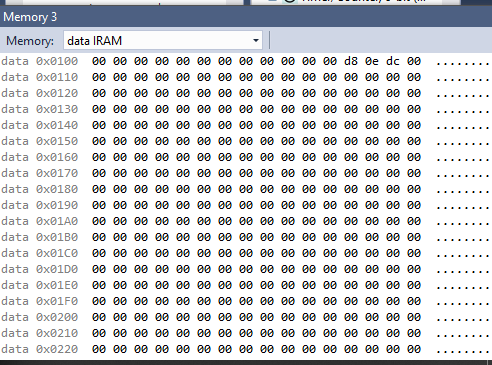 Memory 3
Memory: data IRAM
data 0x0100 00 00 00 00 00 00 00 00 00 00 00 00 d8 0e dc 00 ........
data 0x0110 00 00 00 00 00 00 00 00 00 00 00 00 00 00 00 00 ........
data 0x0120 00 00 00 00 00 00 00 00 00 00 00 00 00 00 00 00 ........
data 0x0130 00 00 00 00 00 00 00 00 00 00 00 00 00 00 00 00 ........
data 0x0140 00 00 00 00 00 00 00 00 00 00 00 00 00 00 00 00 ........
data 0x0150 00 00 00 00 00 00 00 00 00 00 00 00 00 00 00 00 ........
data 0x0160 00 00 00 00 00 00 00 00 00 00 00 00 00 00 00 00 ........
data 0x0170 00 00 00 00 00 00 00 00 00 00 00 00 00 00 00 00 ........
data 0x0180 00 00 00 00 00 00 00 00 00 00 00 00 00 00 00 00 ........
data 0x0190 00 00 00 00 00 00 00 00 00 00 00 00 00 00 00 00 ........
data 0x01A0 00 00 00 00 00 00 00 00 00 00 00 00 00 00 00 00 ........
data 0x01B0 00 00 00 00 00 00 00 00 00 00 00 00 00 00 00 00 ........
data 0x01C0 00 00 00 00 00 00 00 00 00 00 00 00 00 00 00 00 ........
data 0x01D0 00 00 00 00 00 00 00 00 00 00 00 00 00 00 00 00 ........
data 0x01E0 00 00 00 00 00 00 00 00 00 00 00 00 00 00 00 00 ........
data 0x01F0 00 00 00 00 00 00 00 00 00 00 00 00 00 00 00 00 ........
data 0x0200 00 00 00 00 00 00 00 00 00 00 00 00 00 00 00 00 ........
data 0x0210 00 00 00 00 00 00 00 00 00 00 00 00 00 00 00 00 ........
data 0x0220 00 00 00 00 00 00 00 00 00 00 00 00 00 00 00 00 ........